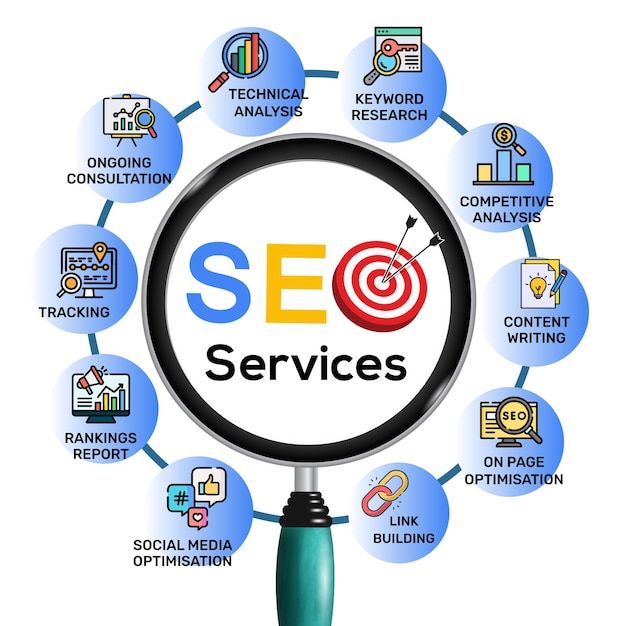 SEO
Services
TECHNICAL
ANALYSIS
KEYWORD
RESEARCH
COMPETITIVE
ANALYSIS
CONTENT
WRITING
SEO
ON PAGE
OPTIMISATION
LINK
BUILDING
SOCIAL MEDIA
OPTIMISATION
RANKINGS
REPORT
TRACKING
ONGOING
CONSULTATION